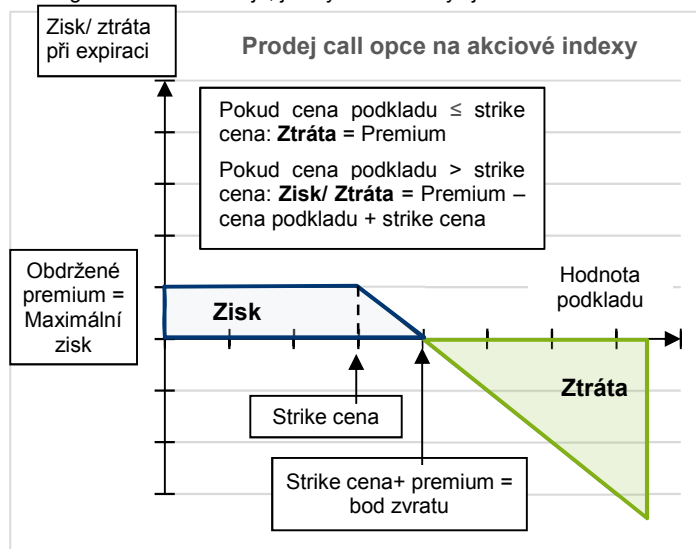 Zisk/ ztráta
při expiraci
Prodej call opce na akciové indexy
Pokud cena podkladu ≤ strike
cena: Ztráta = Premium
Pokud cena podkladu > strike
cena: Zisk/ Ztráta = Premium –
cena podkladu + strike cena
Obdržené
premium =
Maximální
zisk
Zisk
Hodnota
podkladu
Ztráta
Strike cena
Strike cena+ premium =
bod zvratu